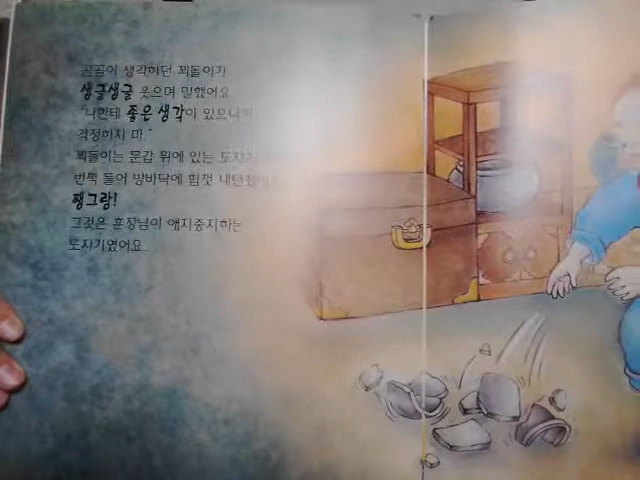 곰곰이 생각하던 꾀돌이가
생글생글 웃으며 말했어요
"나한테 좋은 생각이 있으니까
걱정하지 마."
꾀돌이는 문갑 위에 있는 도자기
번쩍 들어 방바닥에 힘껏
쨍그랑!
그것은 훈장님이 애지중지하는
도자기였어요.